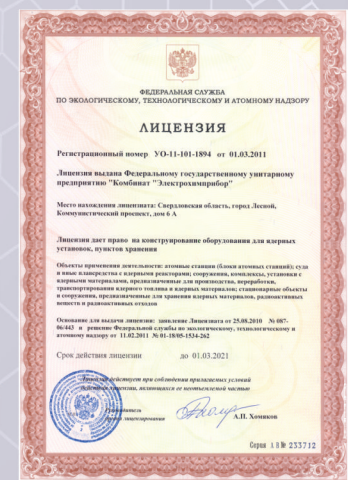 ФЕДЕРАЛЬНАЯ СЛУЖБА
ПО ЭКОЛОГИЧЕСКОМУ, ТЕХНОЛОГИЧЕСКОМУ И АТОМНОМУ НАДЗОРУ
ЛИЦЕНЗИЯ
Регистрационный номер УО-11-101-1894 от 01.03.2011
Лицензия выдана Федеральному государственному унитарному
предприятию "Комбинат "Электрохимприбор"
Место нахождения лицензиата: Свердловская область, город Лесной,
Коммунистический проспект, дом 6 А
Лицензия дает право на конструирование оборудования для ядерных
установок, пунктов хранения
Объекты применения деятельности: атомные станции (блоки атомных станций); суда
и иные плавсредства с ядерными реакторами; сооружения, комплексы, установки с
ядерными материалами, предназначенные для производства, переработки,
транспортирования ядерного топлива и ядерных материалов; стационарные объекты
и сооружения, предназначенные для хранения ядерных материалов, радиоактивных
веществ и радиоактивных отходов
Основание для выдачи лицензии: заявление Лицензиата от 25.08.2010 № 087-
06/443 и решение Федеральной службы по экологическому, технологическому и
атомному надзору от 11.02.2011 № 01-18/05-1534-262
Срок действия лицензии до 01.03.2021
Лицензия действует при соблюдении прилагаемых условий
действия лицензии, являющихся ее неотъемлемой частью
Руководитель
органа лицензирования А.П. Хомяков
Серия А В № 233712